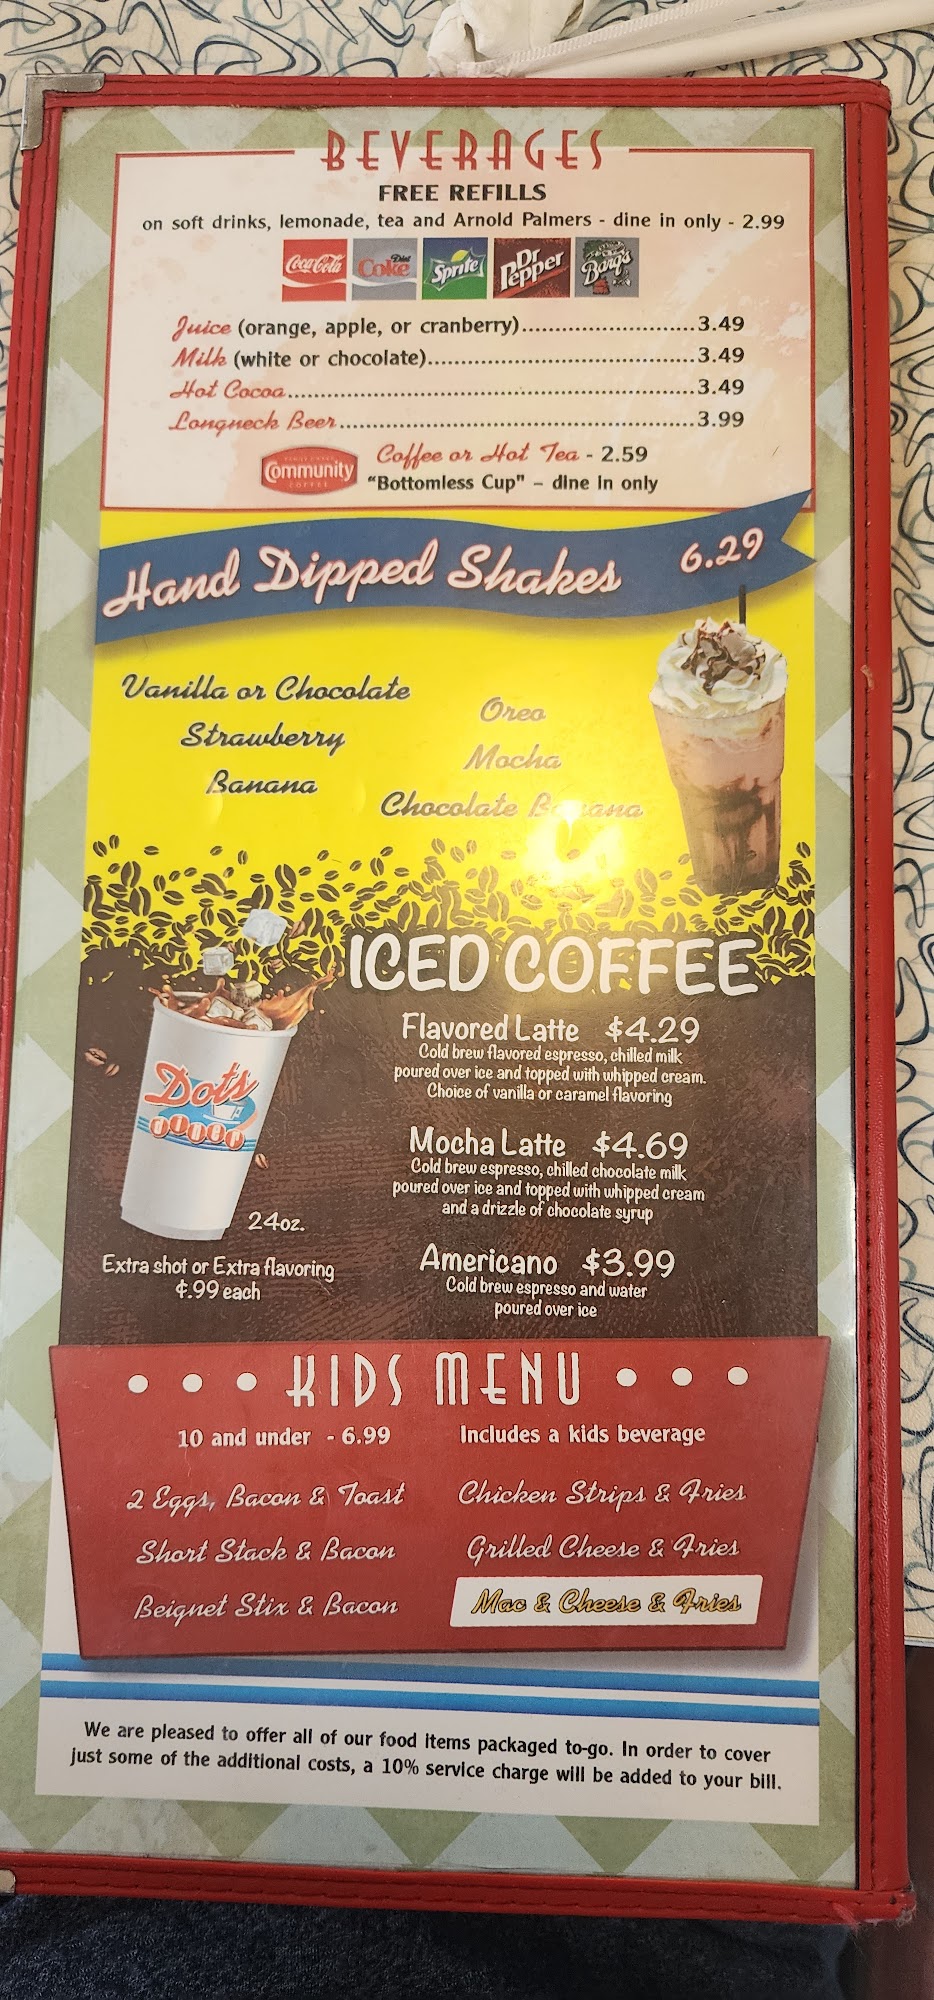 BEVERAGES
FREE REFILLS
on soft drinks, lemonade, tea and Arnold Palmers - dine in only - 2.99
Coca-Cola Diet Coke Sprite Dr Pepper Barq's
Juice (orange, apple, or cranberry)..........................3.49
Milk (white or chocolate).......................................3.49
Hot Cocoa............................................................3.49
Longneck Beer.....................................................3.99
Community
COFFEE
Coffee or Hot Tea - 2.59
"Bottomless Cup" – dine in only
Hand Dipped Shakes 6.29
Vanilla or Chocolate
Strawberry
Banana
Oreo
Mocha
Chocolate Banana
ICED COFFEE
Flavored Latte $4.29
Cold brew flavored espresso, chilled milk
poured over ice and topped with whipped cream.
Choice of vanilla or caramel flavoring
Mocha Latte $4.69
Cold brew espresso, chilled chocolate milk
poured over ice and topped with whipped cream
and a drizzle of chocolate syrup
Americano $3.99
Cold brew espresso and water
poured over ice
Dots
DINER
24oz.
Extra shot or Extra flavoring
¢.99 each
KIDS MENU
10 and under - 6.99
Includes a kids beverage
2 Eggs, Bacon & Toast
Short Stack & Bacon
Beignet Stix & Bacon
Chicken Strips & Fries
Grilled Cheese & Fries
Mac & Cheese & Fries
We are pleased to offer all of our food items packaged to-go. In order to cover
just some of the additional costs, a 10% service charge will be added to your bill.